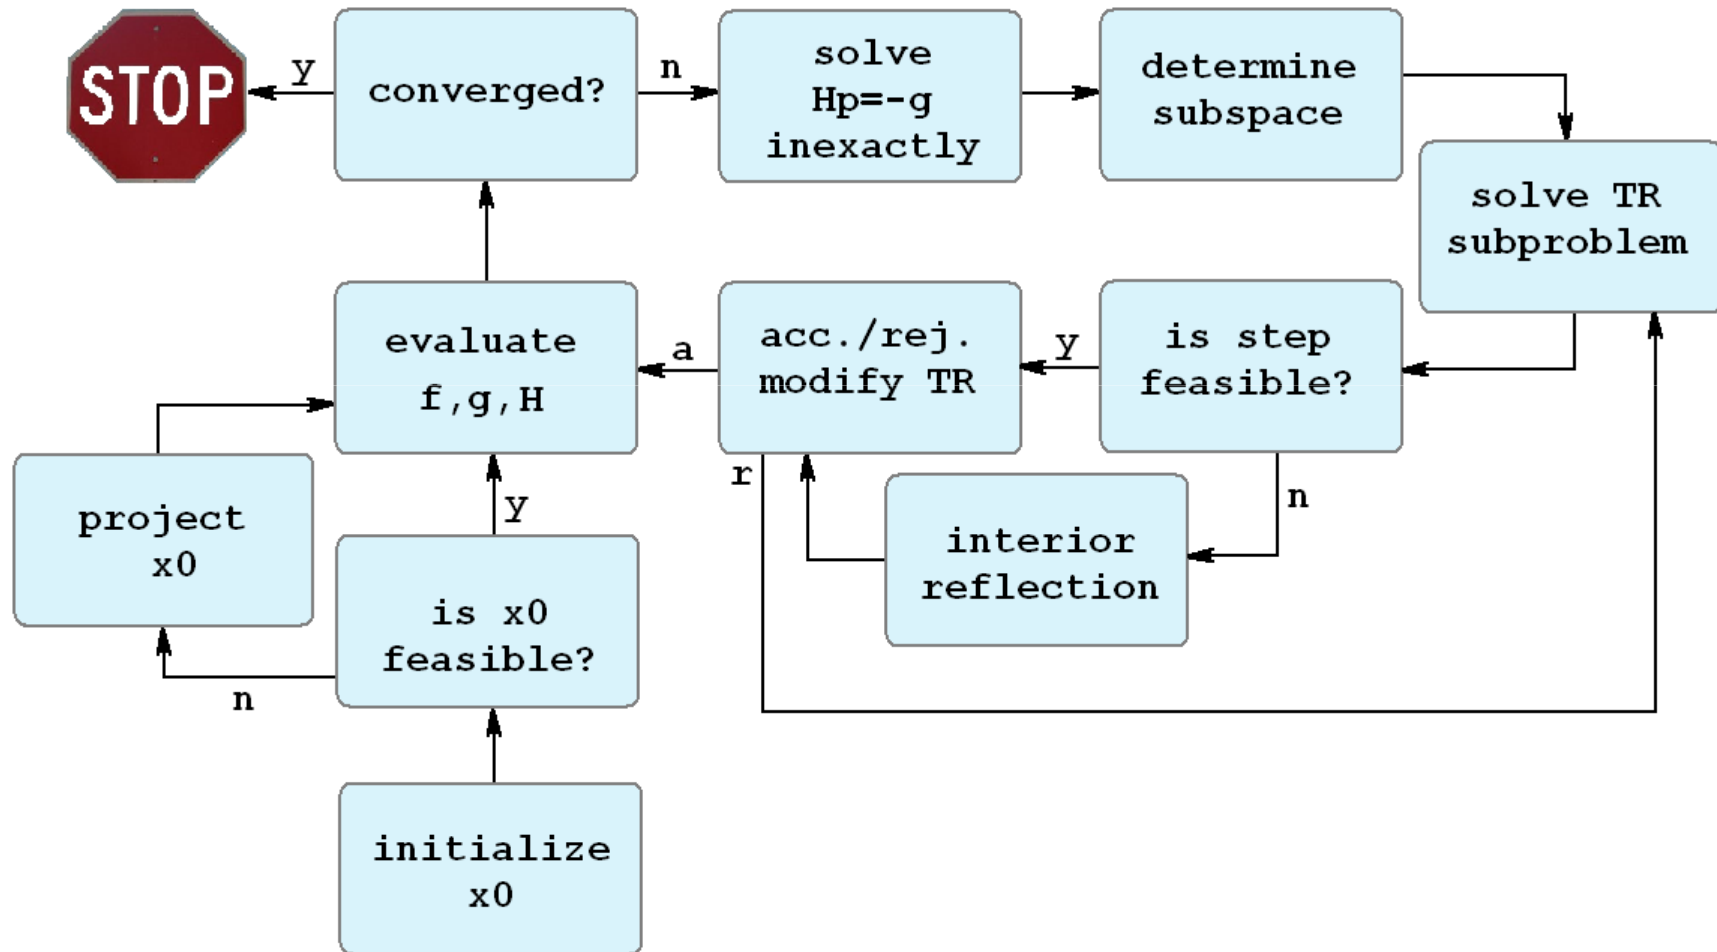 STOP
y
converged?
n
solve
Hp=-g
inexactly
determine
subspace
solve TR
subproblem
evaluate
f,g,H
a
acc./rej.
modify TR
y
is step
feasible?
r
n
project
x0
y
interior
reflection
is x0
feasible?
n
initialize
x0